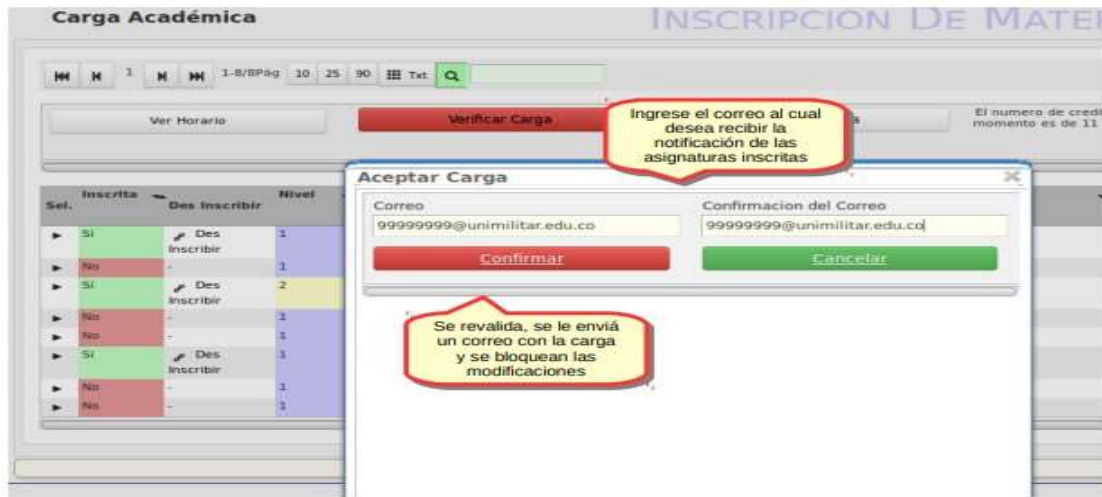 Carga Académica
INSCRIPCION DE MATER
1 1-8/8Pág 10 25 90 Txt
Ver Horario
Verificar Carga
Ingrese el correo al cual
desea recibir la
notificación de las
asignaturas inscritas
a
El numero de credi
momento es de 11
Sel. Inscritta Des Inscribir Nivel
Si Des Inscribir 1
No - 1
Si Des Inscribir 2
No - 1
No - 1
Si Des Inscribir 1
No - 1
No - 1
Aceptar Carga
Correo
Confirmacion del Correo
99999999@unimilitar.edu.co
99999999@unimilitar.edu.co
Confirmar
Cancelar
Se revalida, se le enviá
un correo con la carga
y se bloquean las
modificaciones